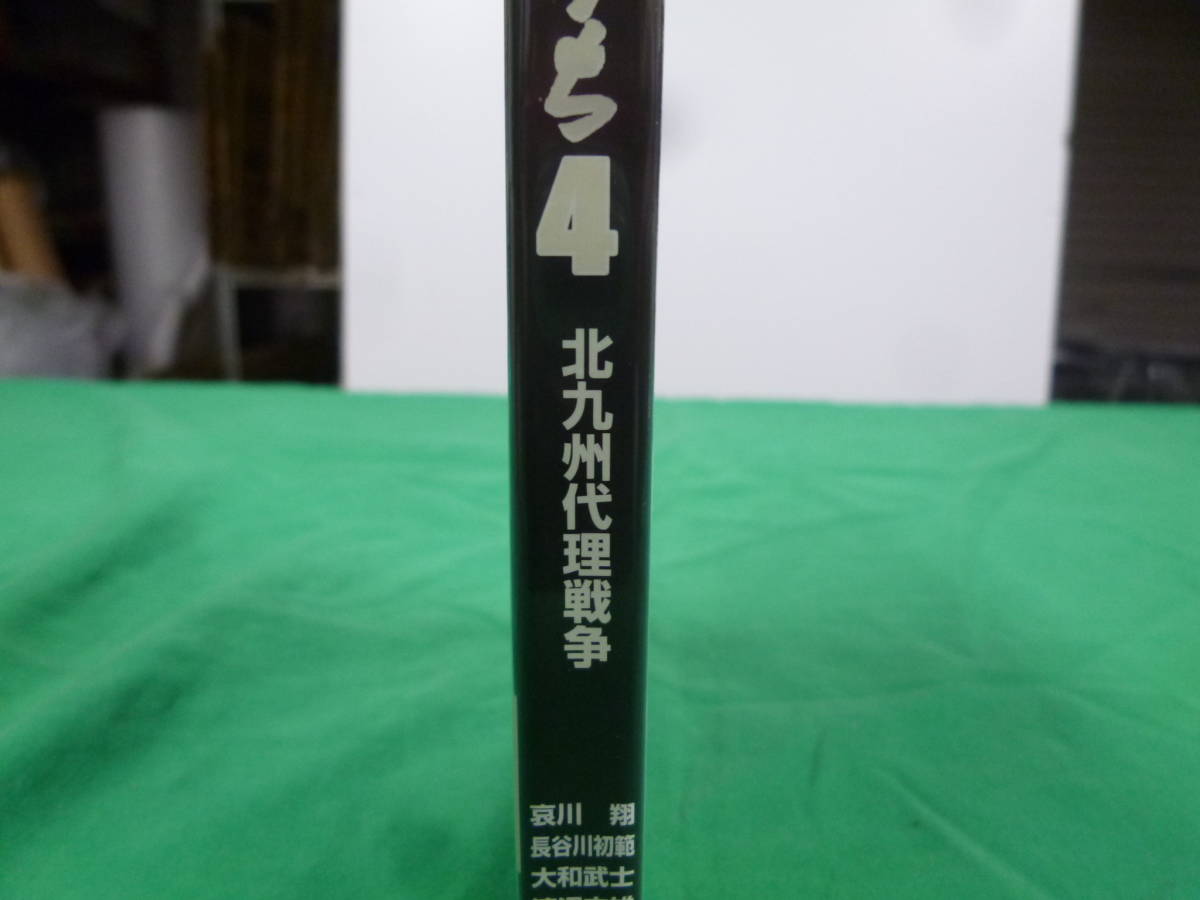 ち
4
北九州代理戦争
哀川 翔
長谷川初範
大和武士